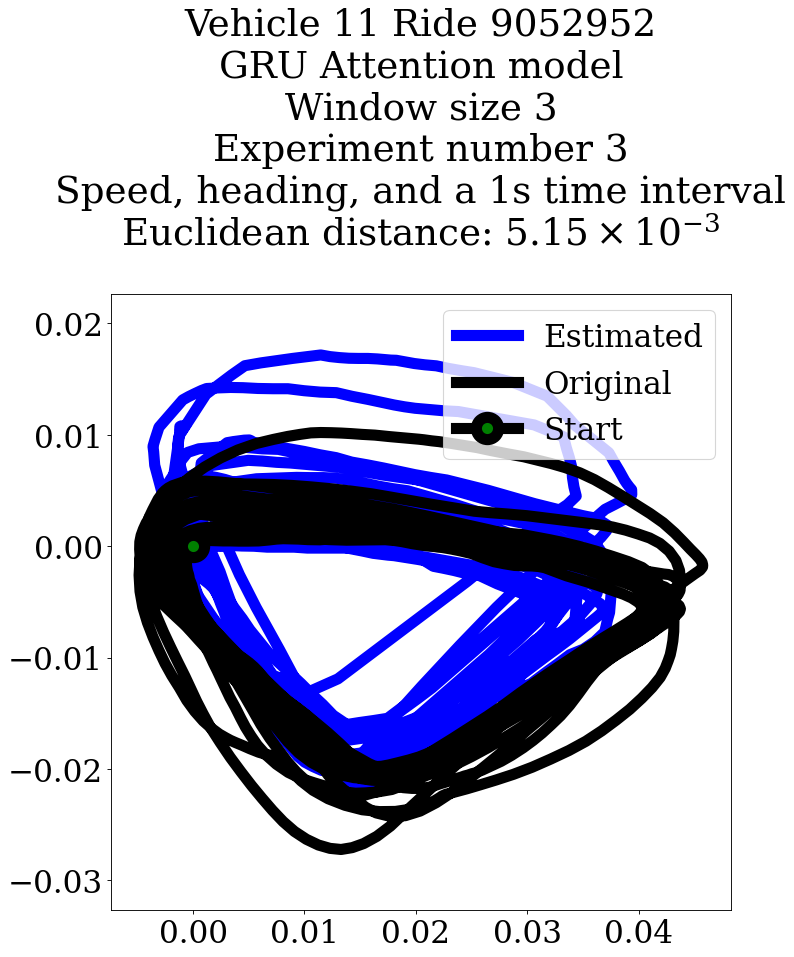 Vehicle 11 Ride 9052952
GRU Attention model
Window size 3
Experiment number 3
Speed, heading, and a 1s time interval
Euclidean distance: 5.15 × 10⁻³
0.02
0.01
0.00
−0.01
−0.02
−0.03
Estimated
Original
Start
0.00 0.01 0.02 0.03 0.04